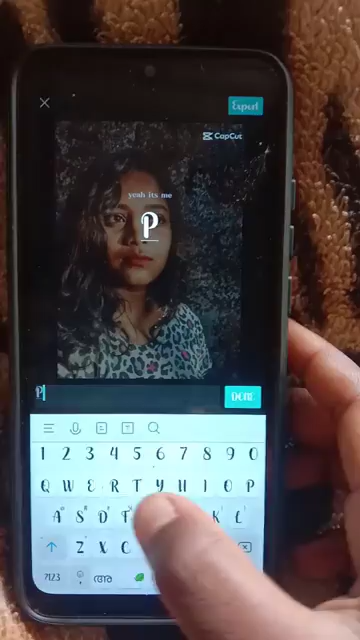 Export
CapCut
yeah its me
P
P
DONE
1 2 3 4 5 6 7 8 9 0
Q W E R T Y U I O P
A S D F K L
Z X C
?123 അ